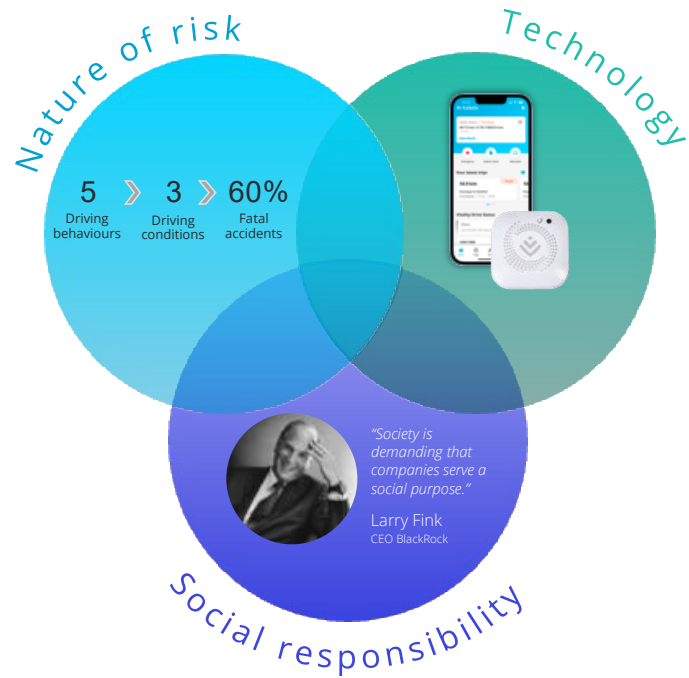 Nature of risk
Technology
5
3
60%
Driving
behaviours
Driving
conditions
Fatal
accidents
“Society is
demanding that
companies serve a
social purpose.”
Larry Fink
CEO BlackRock
Social responsibility